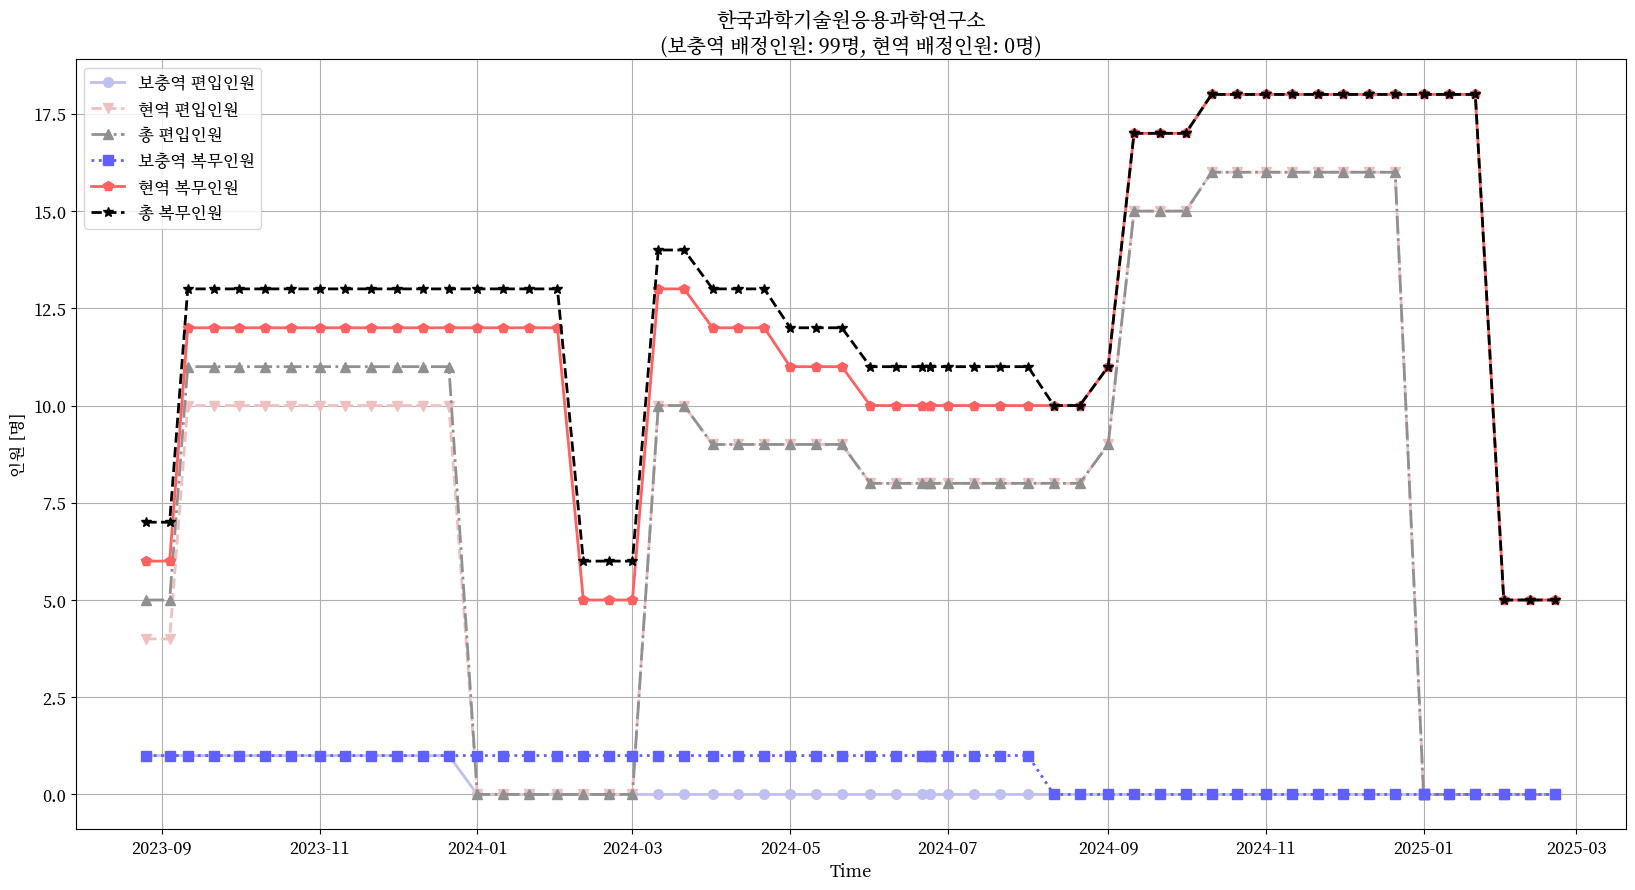 한국과학기술원응용과학연구소
(보충역 배정인원: 99명, 현역 배정인원: 0명)
보충역 편입인원
현역 편입인원
총 편입인원
보충역 복무인원
현역 복무인원
총 복무인원
인원 [명]
17.5
15.0
12.5
10.0
7.5
5.0
2.5
0.0
2023-09 2023-11 2024-01 2024-03 2024-05 2024-07 2024-09 2024-11 2025-01 2025-03
Time